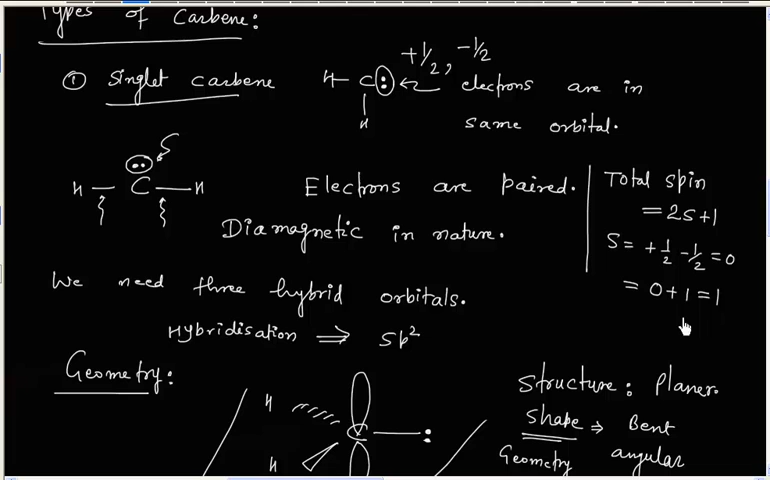 Types of Carbene:
① Singlet carbene
H – C : +1/2, -1/2 electrons are in
H same orbital.
H – C – H
Electrons are paired.
Diamagnetic in nature.
Total spin
= 2S+1
S = +1/2 -1/2 = 0
= 0+1 = 1
We need three hybrid orbitals.
Hybridisation ⇒ sp²
Geometry:
H
C :
H
Structure: Planer.
Shape ⇒ Bent
Geometry angular